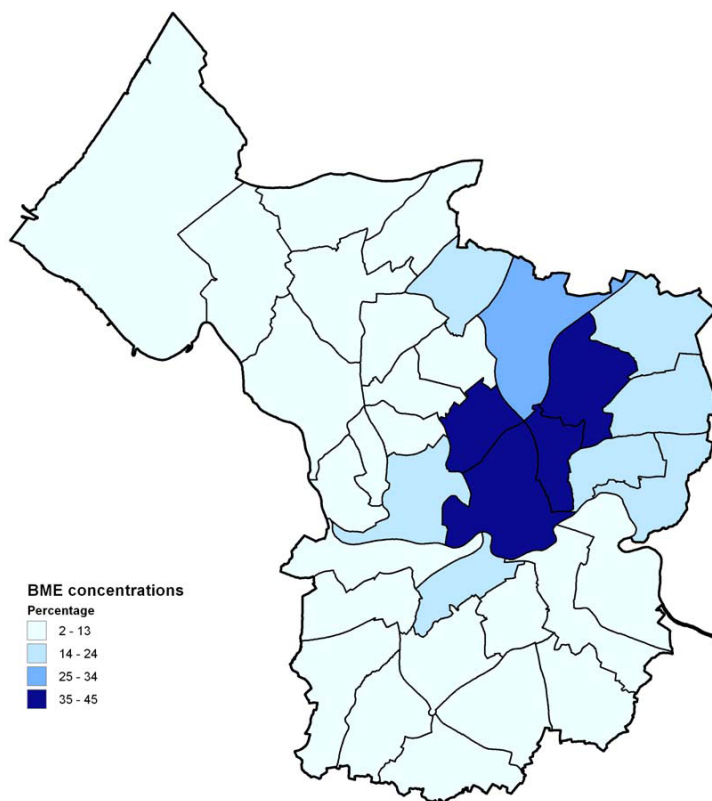 BME concentrations
Percentage
2 - 13
14 - 24
25 - 34
35 - 45